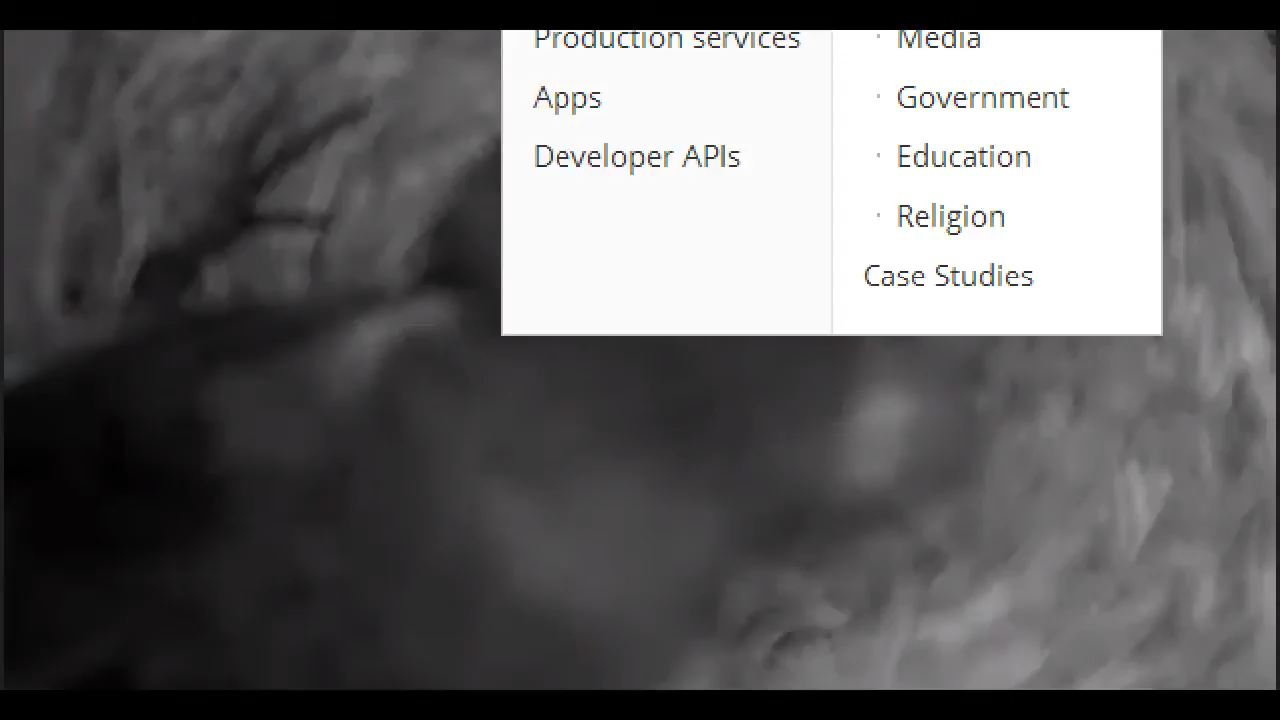 Production services
Apps
Developer APIs
· Media
· Government
· Education
· Religion
Case Studies